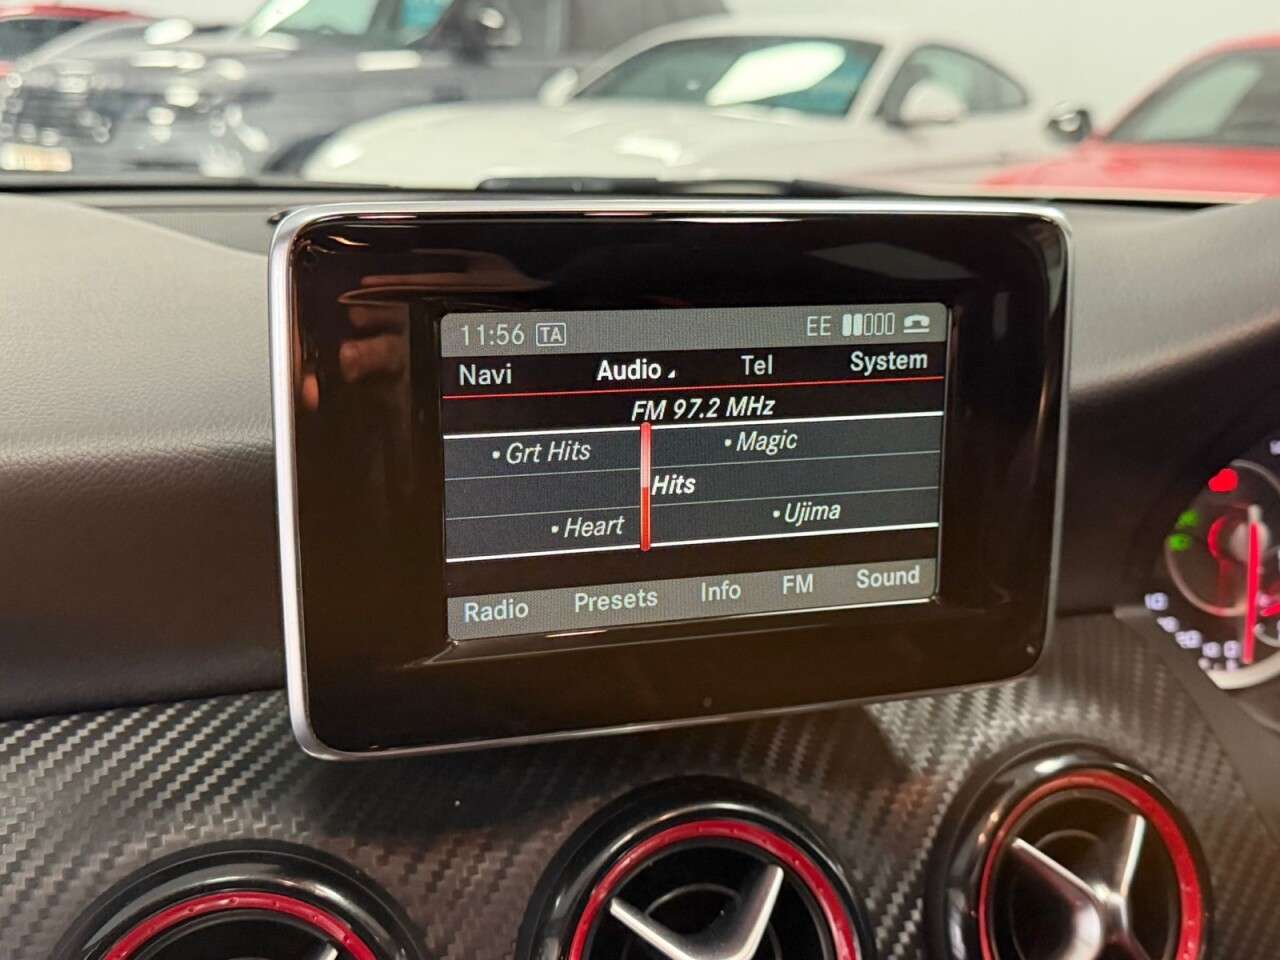 11:56 TA EE
Navi Audio Tel System
FM 97.2 MHz
• Grt Hits • Magic
Hits
• Heart • Ujima
Radio Presets Info FM Sound